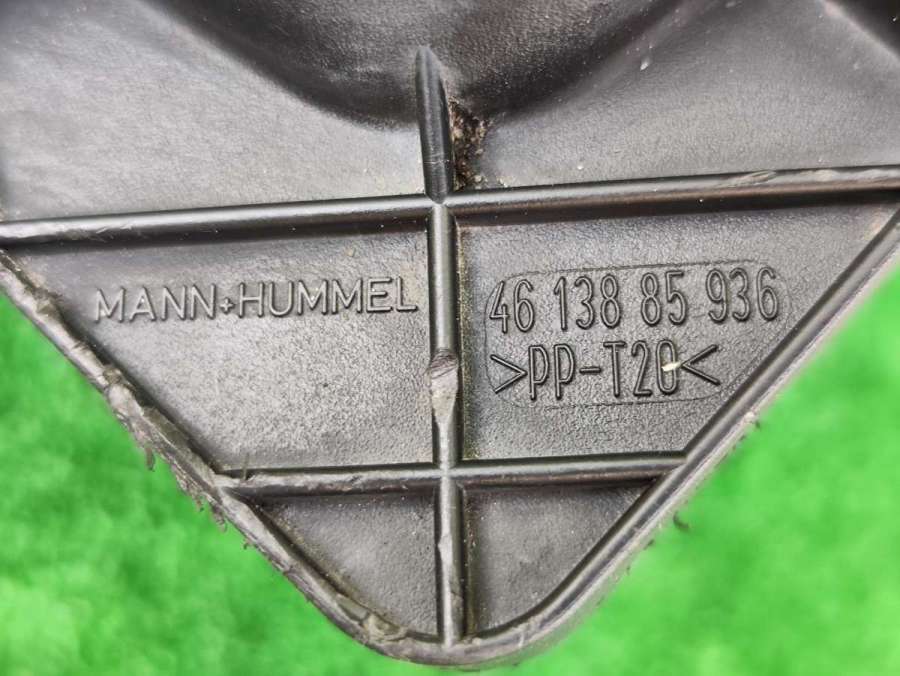 MANN+HUMMEL
46 138 85 936
>PP-T20<